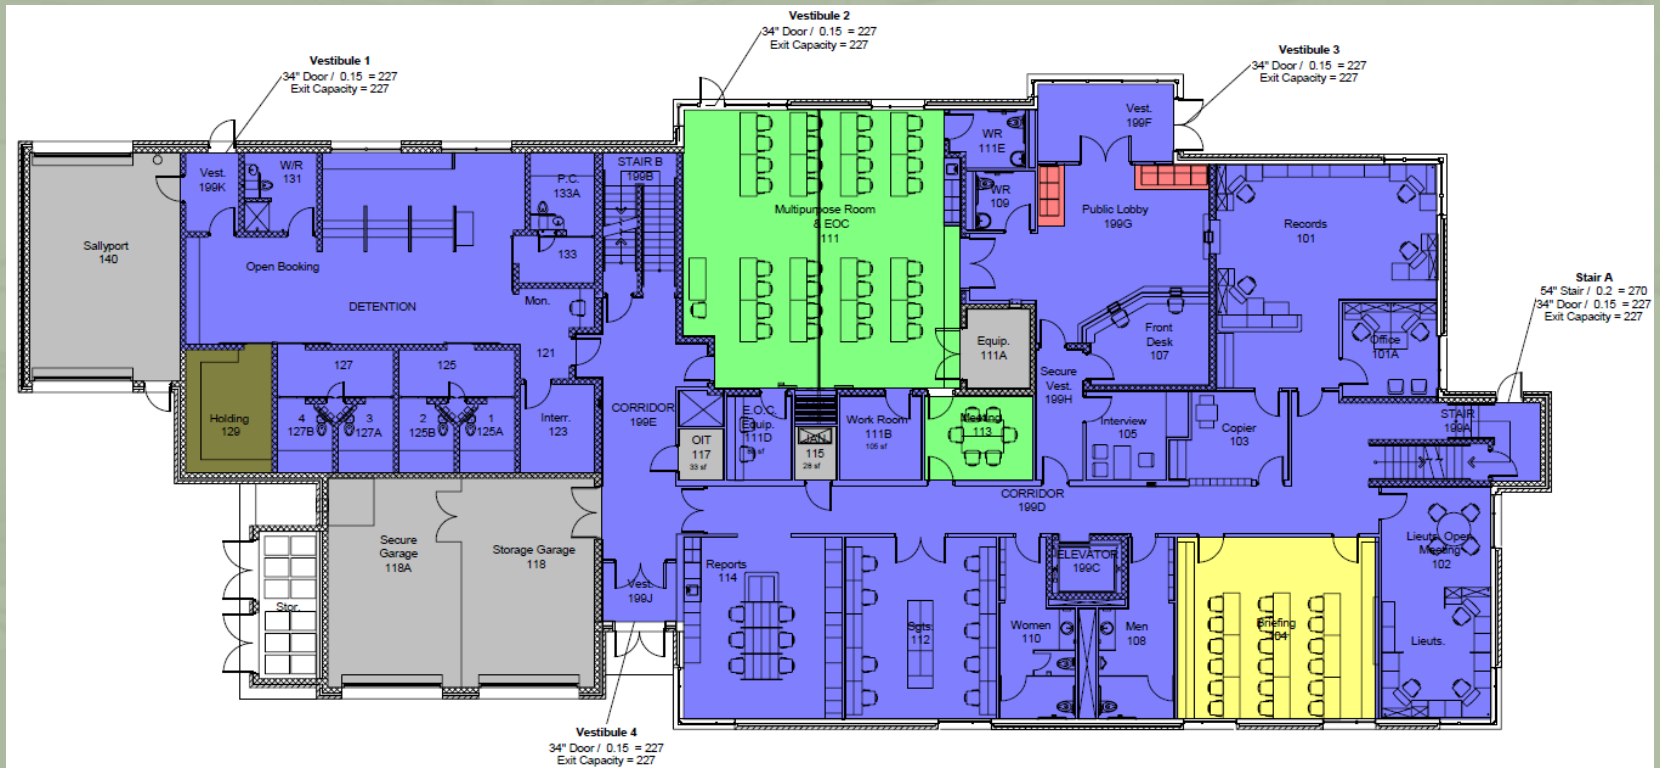 Vestibule 2
34" Door / 0.15 = 227
Exit Capacity = 227
Vestibule 1
34" Door / 0.15 = 227
Exit Capacity = 227
Vestibule 3
34" Door / 0.15 = 227
Exit Capacity = 227
Stair A
54" Stair / 0.2 = 270
34" Door / 0.15 = 227
Exit Capacity = 227
Sallyport
140
Vest.
199K
W/R
131
P.C.
133A
STAIR B
199B
133
Open Booking
DETENTION
Mon.
121
Multipurpose Room
& EOC
111
WR
111E
WR
109
Vest.
199F
Public Lobby
199G
Records
101
Office
101A
Front
Desk
107
Equip.
111A
Secure
Vest.
199H
Holding
129
127
125
4
127B
3
127A
2
125B
1
125A
Interr.
123
CORRIDOR
199E
OIT
117
33 sf
E.O.C.
Equip.
111D
JAN
115
28 sf
Work Room
111B
105 sf
Meeting
113
Interview
105
Copier
103
STAIR
199A
CORRIDOR
199D
Secure
Garage
118A
Storage Garage
118
Stor.
Vest.
199J
Reports
114
Sgts.
112
Women
110
ELEVATOR
199C
Men
108
Briefing
104
Lieuts. Open
Meeting
102
Lieuts.
Vestibule 4
34" Door / 0.15 = 227
Exit Capacity = 227